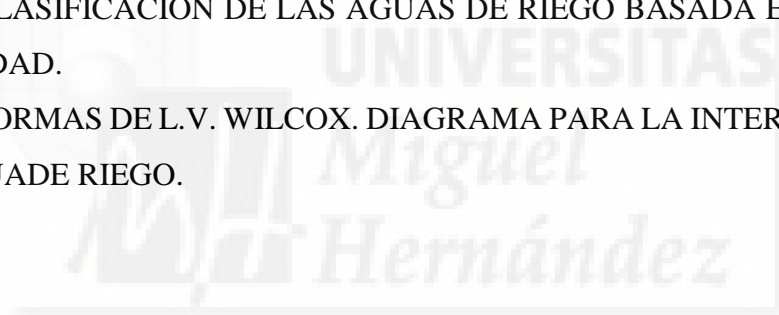 LASIFICACIÓN DE LAS AGUAS DE RIEGO BASADA E
DAD.
ORMAS DE L.V. WILCOX. DIAGRAMA PARA LA INTER
UADE RIEGO.
UNIVERSITAS
Miguel
Hernández